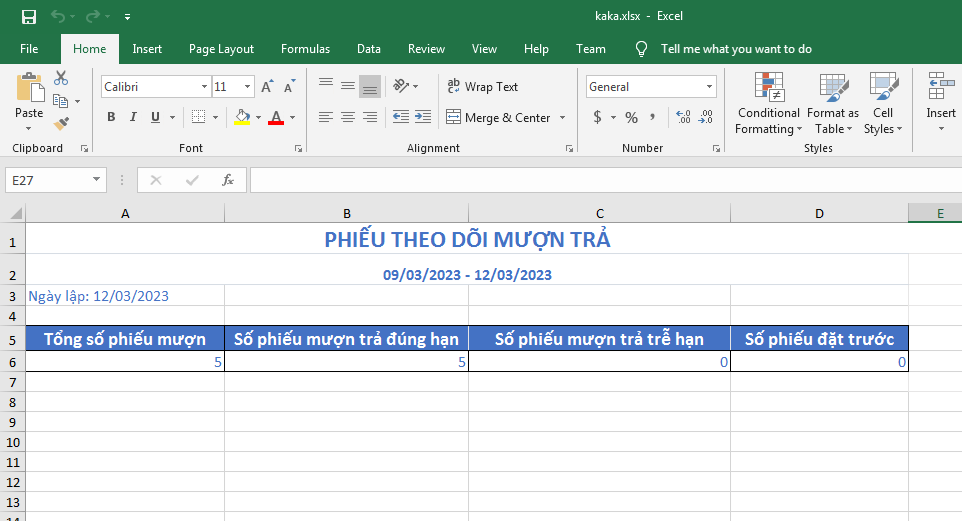 kaka.xlsx - Excel
File Home Insert Page Layout Formulas Data Review View Help Team Tell me what you want to do
Calibri 11 A A ab Wrap Text General
Paste B I U A Merge & Center $ % , Conditional Formatting Format as Table Cell Styles Insert
Clipboard Font Alignment Number Styles
E27 fx
A B C D E
1 PHIẾU THEO DÕI MƯỢN TRẢ
2 09/03/2023 - 12/03/2023
3 Ngày lập: 12/03/2023
4
5 Tổng số phiếu mượn Số phiếu mượn trả đúng hạn Số phiếu mượn trả trễ hạn Số phiếu đặt trước
6 5 5 0 0
7
8
9
10
11
12
13
14